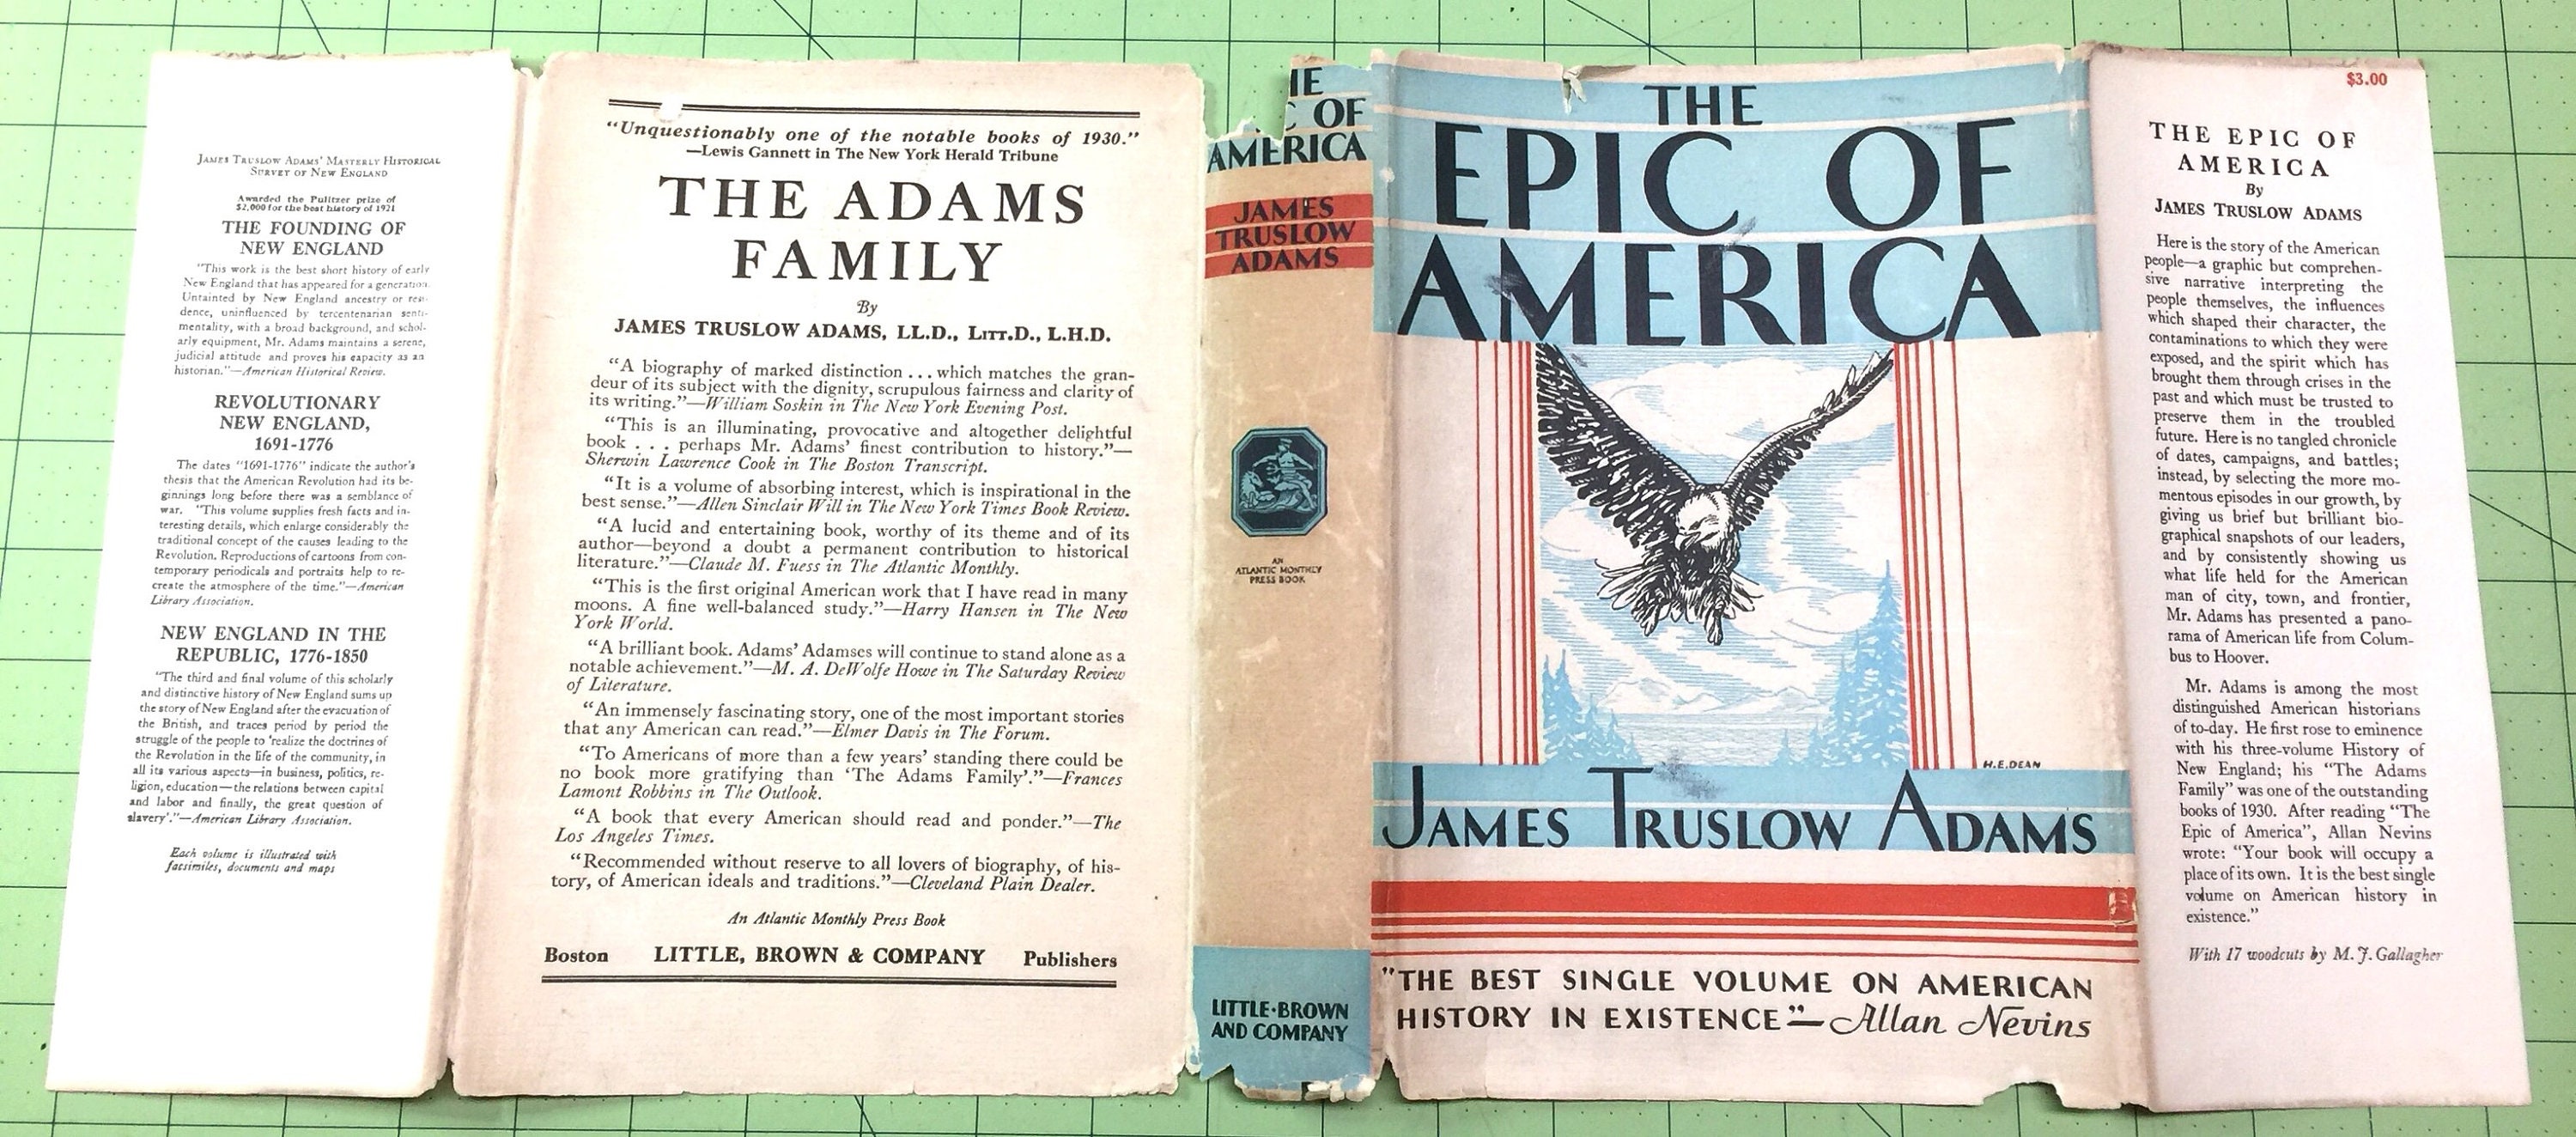 JAMES TRUSLOW ADAMS' MASTERLY HISTORICAL
SURVEY OF NEW ENGLAND
Awarded the Pulitzer prize of
$2,000 for the best history of 1921
THE FOUNDING OF
NEW ENGLAND
"This work is the best short history of early
New England that has appeared for a generation.
Untainted by New England ancestry or resi-
dence, uninfluenced by tercentenarian senti-
mentality, with a broad background, and schol-
arly equipment, Mr. Adams maintains a serene,
judicial attitude and proves his capacity as an
historian."—American Historical Review.
REVOLUTIONARY
NEW ENGLAND,
1691-1776
The dates "1691-1776" indicate the author's
thesis that the American Revolution had its be-
ginnings long before there was a semblance of
war. "This volume supplies fresh facts and in-
teresting details, which enlarge considerably the
traditional concept of the causes leading to the
Revolution. Reproductions of cartoons from con-
temporary periodicals and portraits help to re-
create the atmosphere of the time."—American
Library Association.
NEW ENGLAND IN THE
REPUBLIC, 1776-1850
"The third and final volume of this scholarly
and distinctive history of New England sums up
the story of New England after the evacuation of
the British, and traces period by period the
struggle of the people to 'realize the doctrines of
the Revolution in the life of the community, in
all its various aspects—in business, politics, re-
ligion, education—the relations between capital
and labor and finally, the great question of
slavery'."—American Library Association.
Each volume is illustrated with
facsimiles, documents and maps
"Unquestionably one of the notable books of 1930."
—Lewis Gannett in The New York Herald Tribune
THE ADAMS
FAMILY
By
JAMES TRUSLOW ADAMS, LL.D., LITT.D., L.H.D.
"A biography of marked distinction . . . which matches the gran-
deur of its subject with the dignity, scrupulous fairness and clarity of
its writing."—William Soskin in The New York Evening Post.
"This is an illuminating, provocative and altogether delightful
book . . . perhaps Mr. Adams' finest contribution to history."—
Sherwin Lawrence Cook in The Boston Transcript.
"It is a volume of absorbing interest, which is inspirational in the
best sense."—Allen Sinclair Will in The New York Times Book Review.
"A lucid and entertaining book, worthy of its theme and of its
author—beyond a doubt a permanent contribution to historical
literature."—Claude M. Fuess in The Atlantic Monthly.
"This is the first original American work that I have read in many
moons. A fine well-balanced study."—Harry Hansen in The New
York World.
"A brilliant book. Adams' Adamses will continue to stand alone as a
notable achievement."—M. A. DeWolfe Howe in The Saturday Review
of Literature.
"An immensely fascinating story, one of the most important stories
that any American can read."—Elmer Davis in The Forum.
"To Americans of more than a few years' standing there could be
no book more gratifying than 'The Adams Family'."—Frances
Lamont Robbins in The Outlook.
"A book that every American should read and ponder."—The
Los Angeles Times.
"Recommended without reserve to all lovers of biography, of his-
tory, of American ideals and traditions."—Cleveland Plain Dealer.
An Atlantic Monthly Press Book
Boston LITTLE, BROWN & COMPANY Publishers
HE
C OF
AMERICA
JAMES
TRUSLOW
ADAMS
AN
ATLANTIC MONTHLY
PRESS BOOK
LITTLE·BROWN
AND COMPANY
THE
EPIC OF
AMERICA
H.E.DEAN
JAMES TRUSLOW ADAMS
"THE BEST SINGLE VOLUME ON AMERICAN
HISTORY IN EXISTENCE"—Allan Nevins
$3.00
THE EPIC OF
AMERICA
By
JAMES TRUSLOW ADAMS
Here is the story of the American
people—a graphic but comprehen-
sive narrative interpreting the
people themselves, the influences
which shaped their character, the
contaminations to which they were
exposed, and the spirit which has
brought them through crises in the
past and which must be trusted to
preserve them in the troubled
future. Here is no tangled chronicle
of dates, campaigns, and battles;
instead, by selecting the more mo-
mentous episodes in our growth, by
giving us brief but brilliant bio-
graphical snapshots of our leaders,
and by consistently showing us
what life held for the American
man of city, town, and frontier,
Mr. Adams has presented a pano-
rama of American life from Colum-
bus to Hoover.
Mr. Adams is among the most
distinguished American historians
of to-day. He first rose to eminence
with his three-volume History of
New England; his "The Adams
Family" was one of the outstanding
books of 1930. After reading "The
Epic of America", Allan Nevins
wrote: "Your book will occupy a
place of its own. It is the best single
volume on American history in
existence."
With 17 woodcuts by M. J. Gallagher